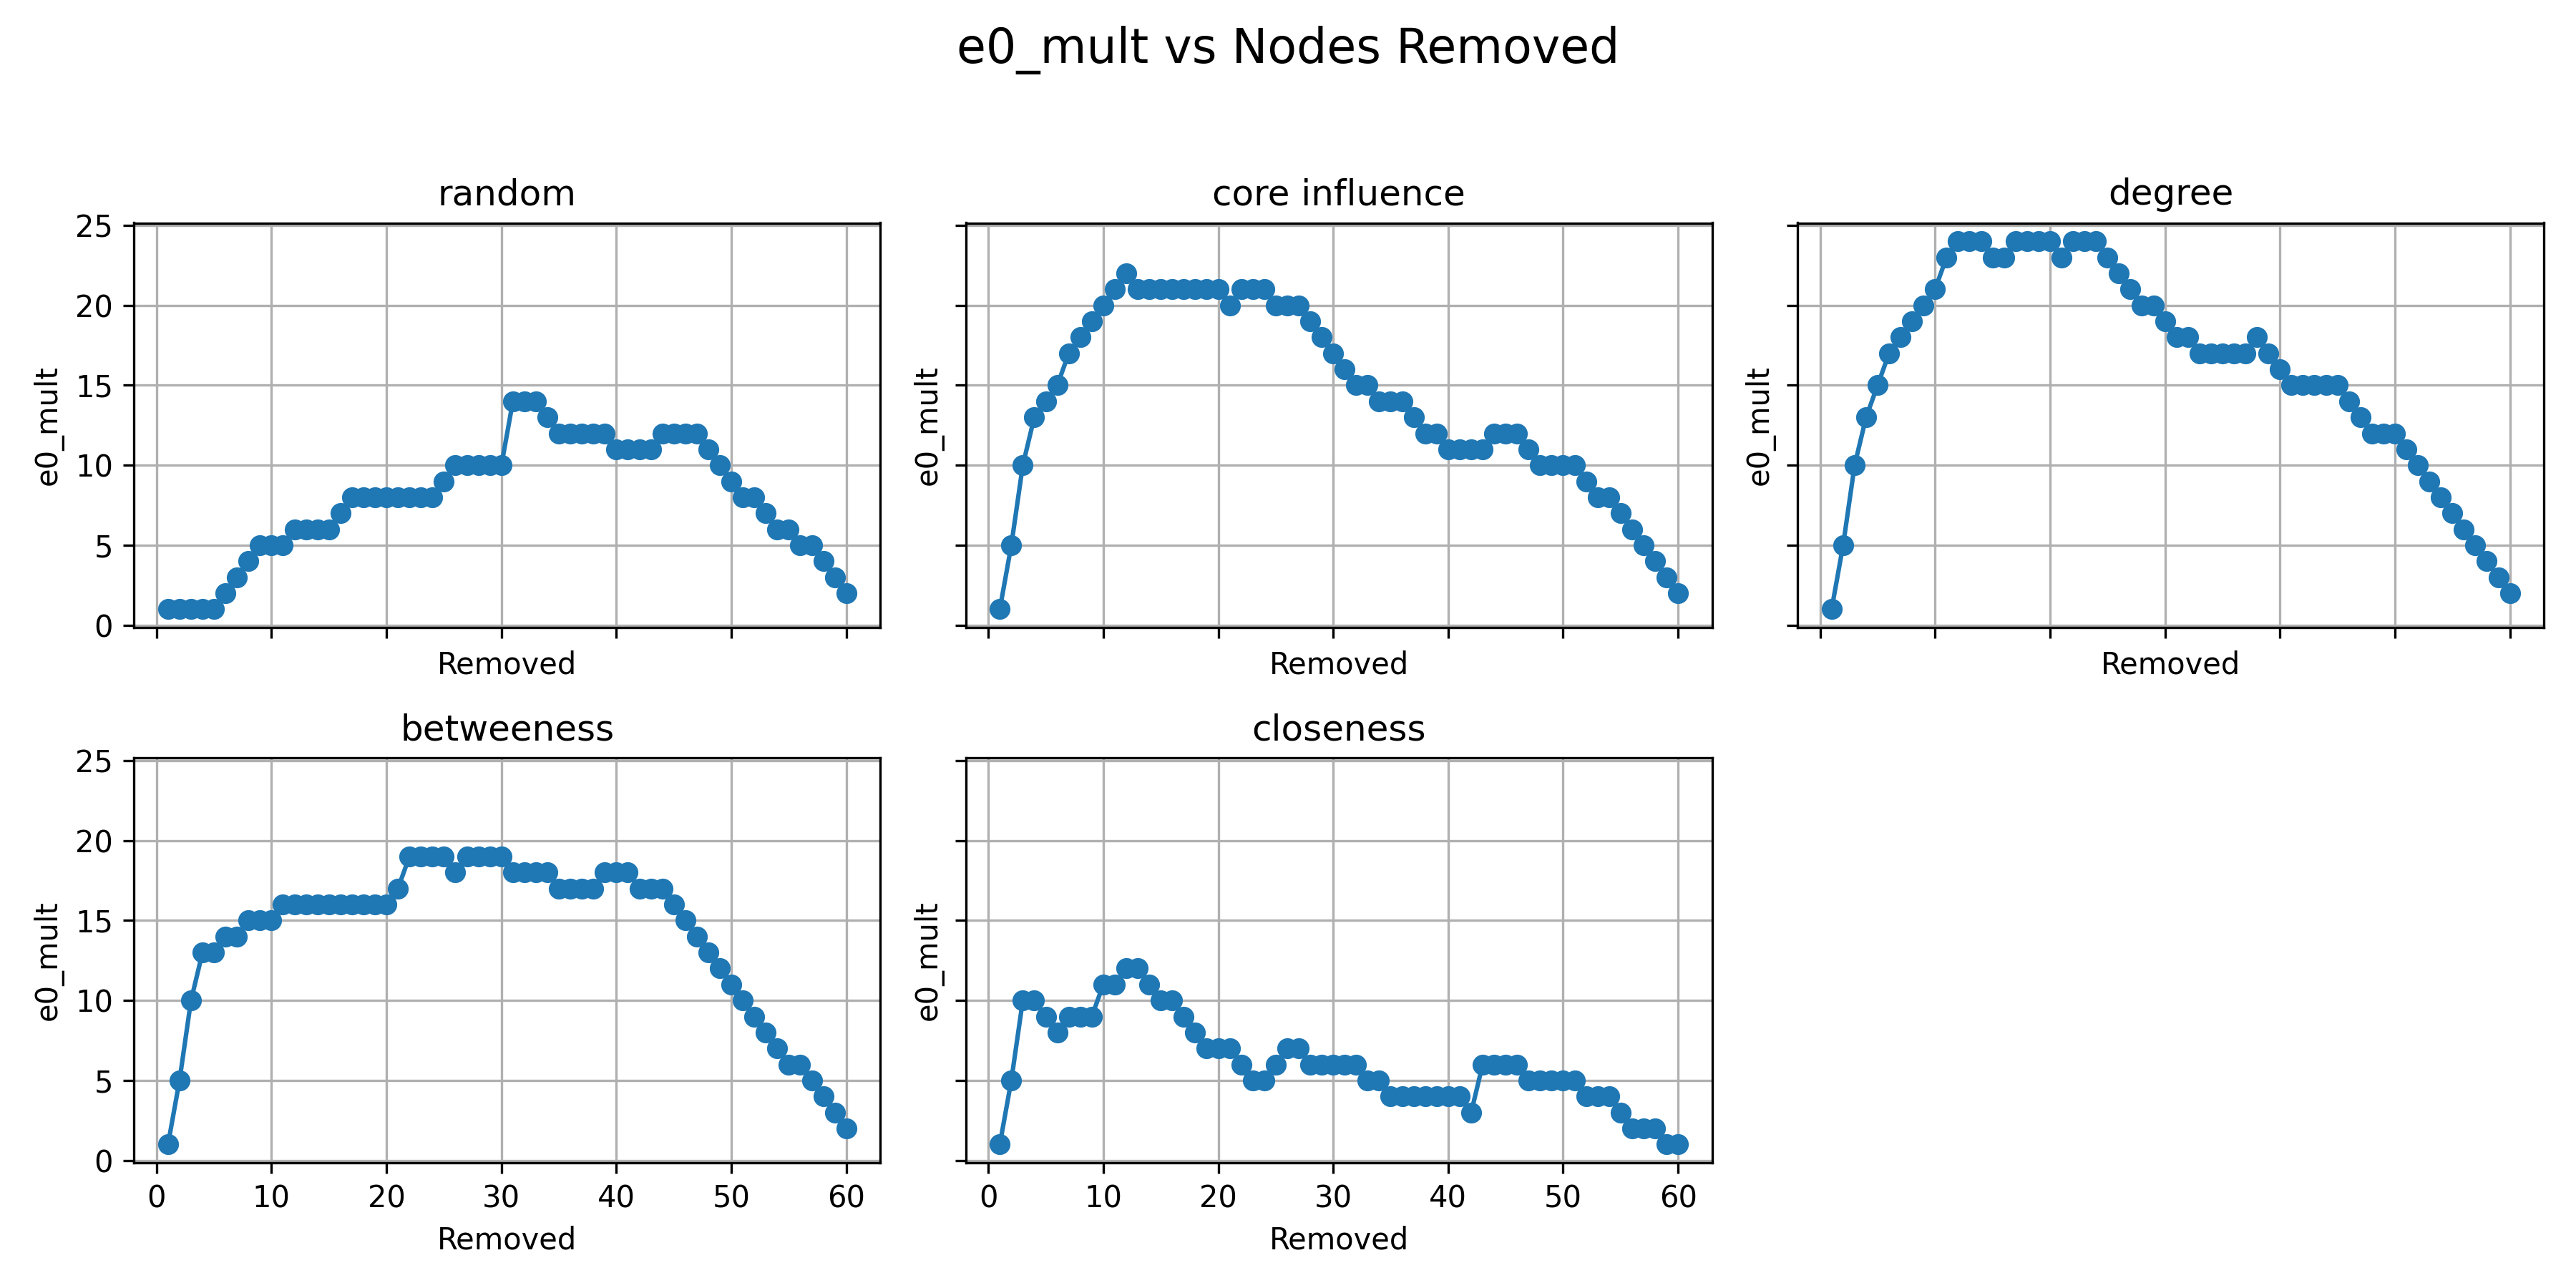 e0_mult vs Nodes Removed
random
core influence
degree
25
20
15
10
5
0
e0_mult
e0_mult
e0_mult
Removed
Removed
Removed
betweeness
closeness
25
20
15
10
5
0
e0_mult
e0_mult
0 10 20 30 40 50 60
0 10 20 30 40 50 60
Removed
Removed